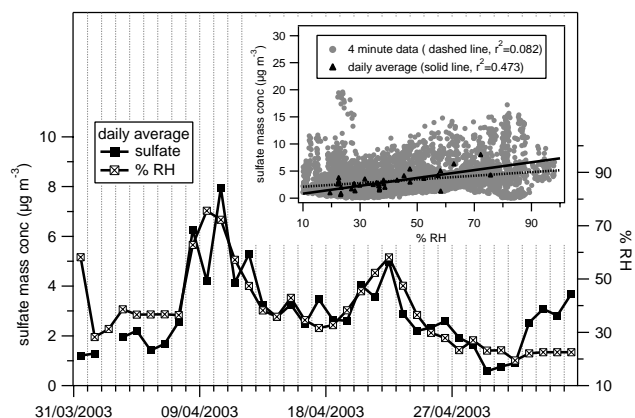 30
25
20
15
10
5
0
sulfate mass conc (µg m-3)
4 minute data ( dashed line, r2=0.082)
daily average (solid line, r2=0.473)
10 20 30 40 50 60 70 90
% RH
daily average
sulfate
% RH
10
8
6
4
2
0
sulfate mass conc (µg m-3)
90
70
50
30
10
% RH
31/03/2003 09/04/2003 18/04/2003 27/04/2003